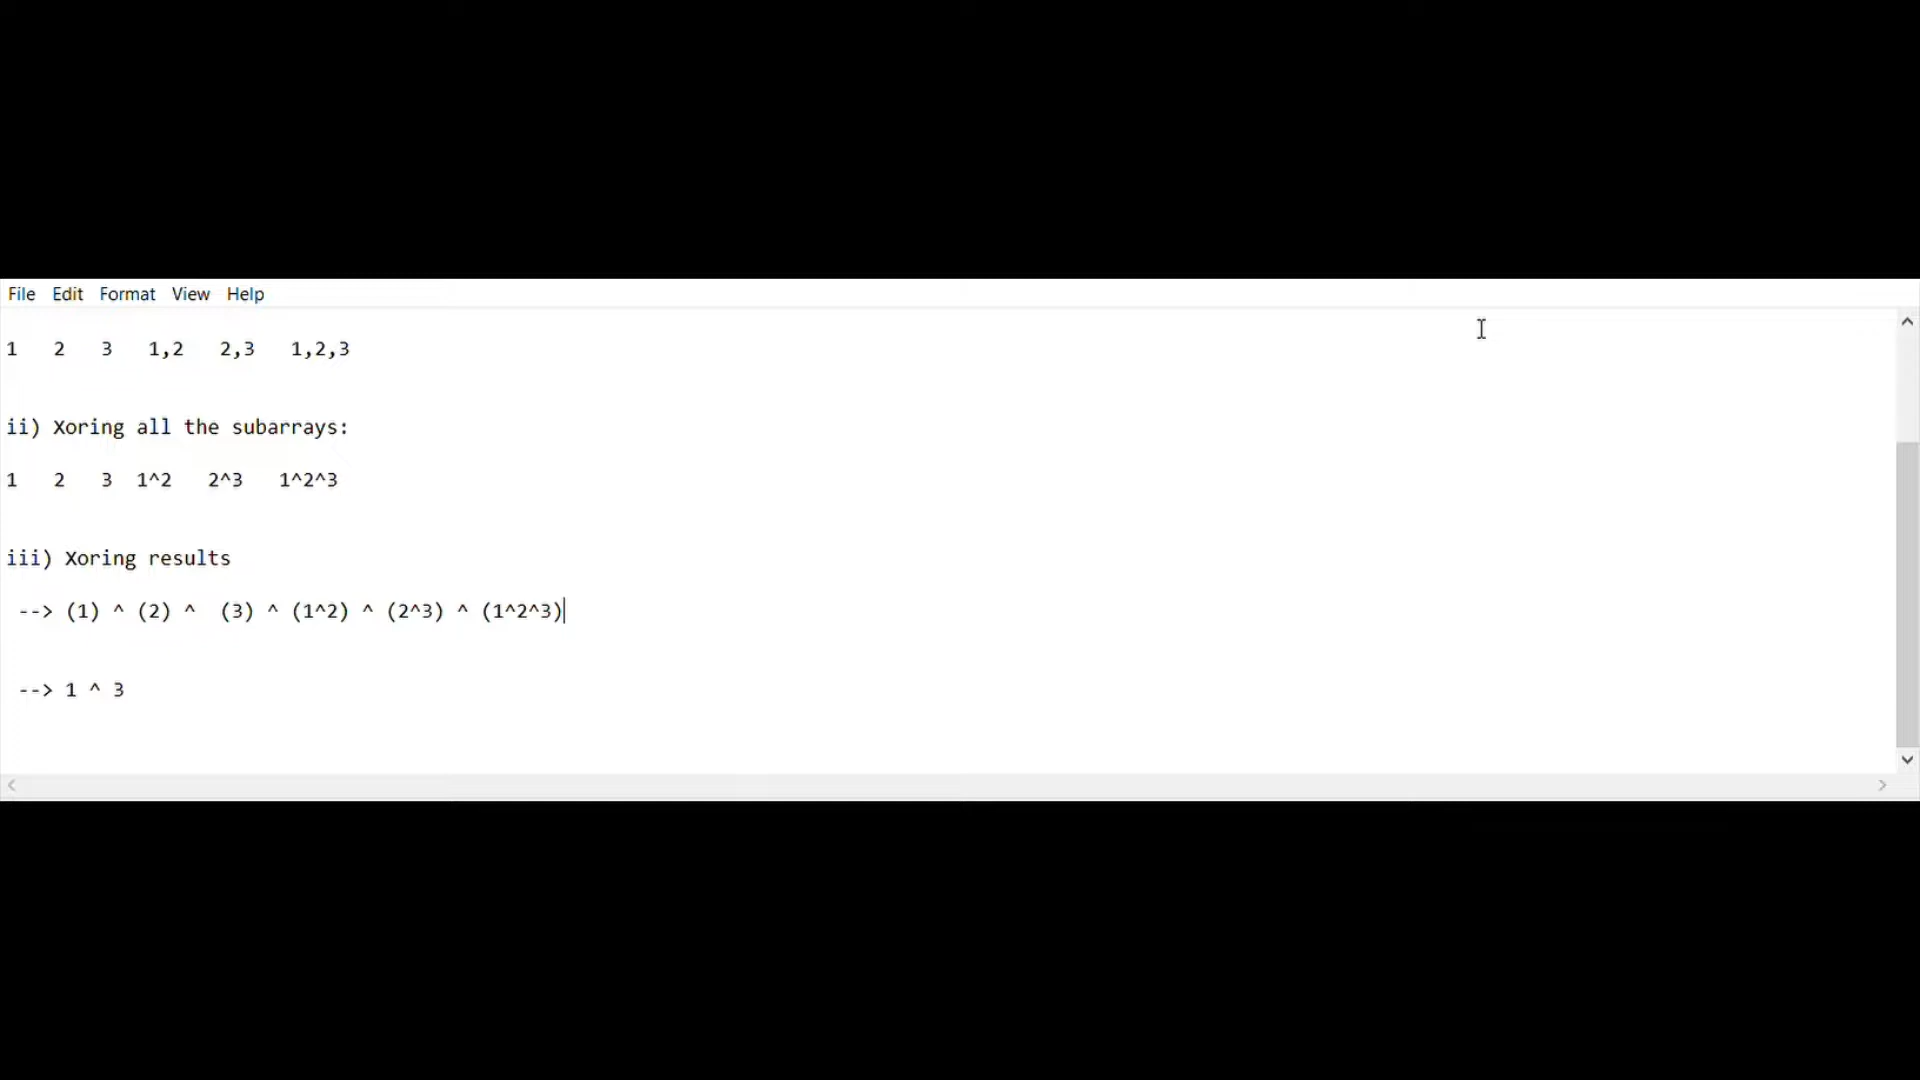 File Edit Format View Help
1 2 3 1,2 2,3 1,2,3
ii) Xoring all the subarrays:
1 2 3 1^2 2^3 1^2^3
iii) Xoring results
--> (1) ^ (2) ^ (3) ^ (1^2) ^ (2^3) ^ (1^2^3)
--> 1 ^ 3